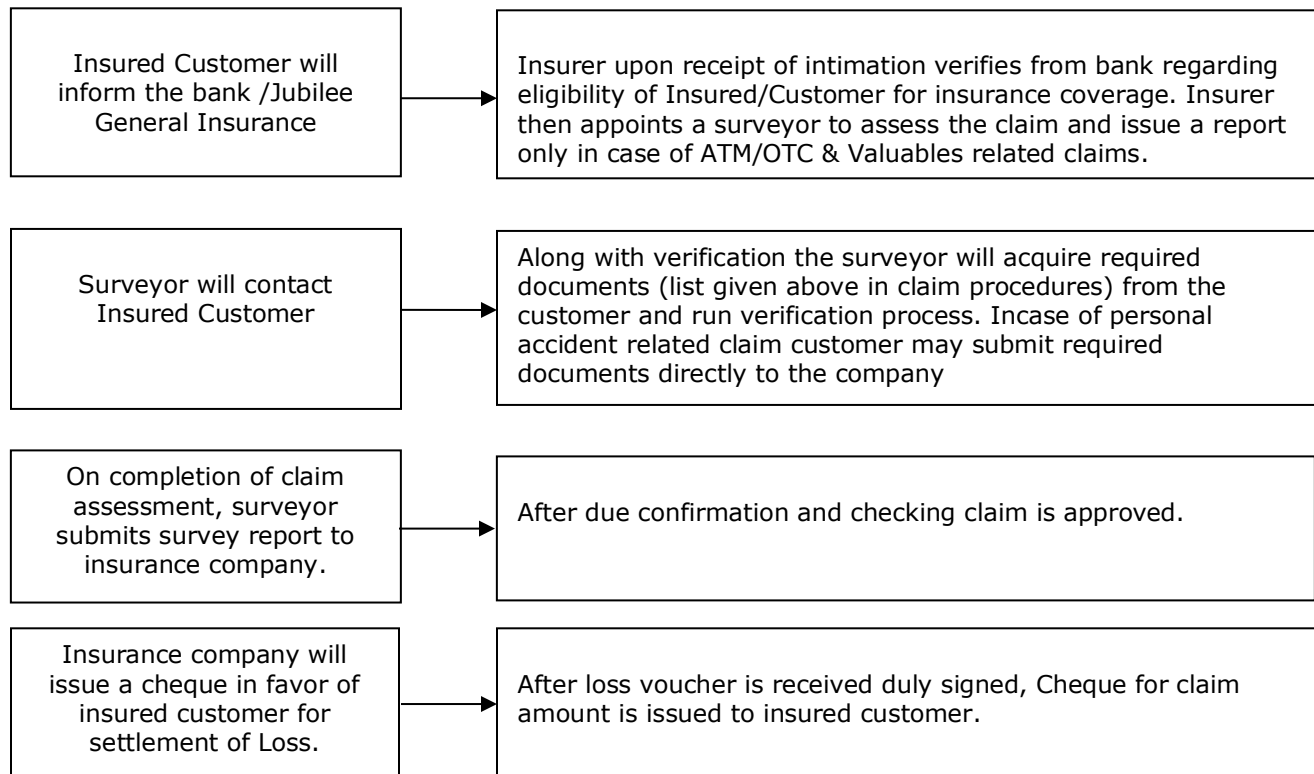 Insured Customer will
inform the bank /Jubilee
General Insurance
Insurer upon receipt of intimation verifies from bank regarding
eligibility of Insured/Customer for insurance coverage. Insurer
then appoints a surveyor to assess the claim and issue a report
only in case of ATM/OTC & Valuables related claims.
Surveyor will contact
Insured Customer
Along with verification the surveyor will acquire required
documents (list given above in claim procedures) from the
customer and run verification process. Incase of personal
accident related claim customer may submit required
documents directly to the company
On completion of claim
assessment, surveyor
submits survey report to
insurance company.
After due confirmation and checking claim is approved.
Insurance company will
issue a cheque in favor of
insured customer for
settlement of Loss.
After loss voucher is received duly signed, Cheque for claim
amount is issued to insured customer.